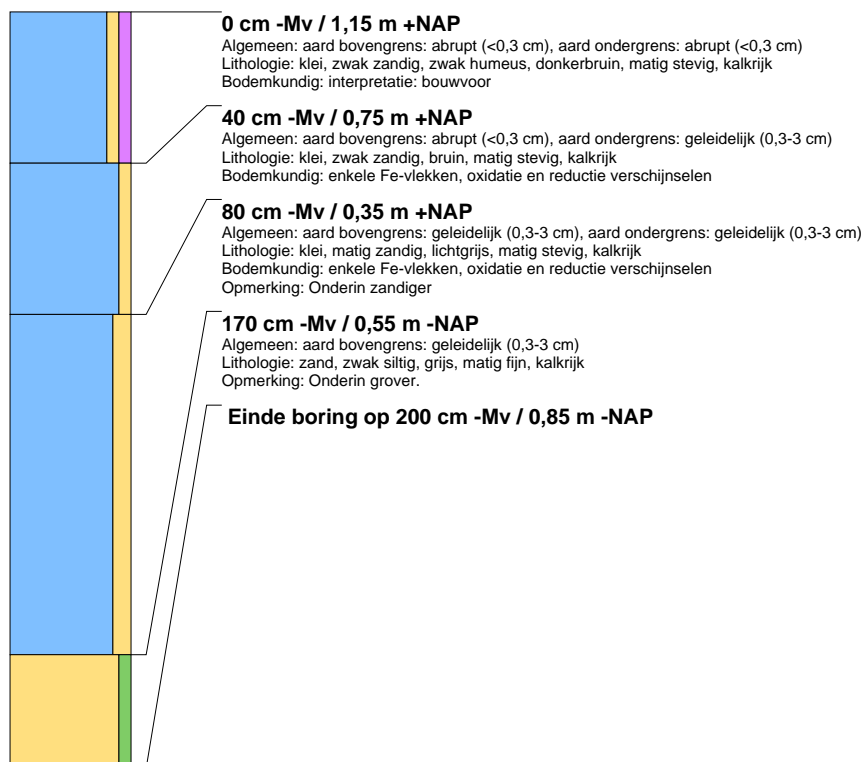 0 cm -Mv / 1,15 m +NAP
Algemeen: aard bovengrens: abrupt (<0,3 cm), aard ondergrens: abrupt (<0,3 cm)
Lithologie: klei, zwak zandig, zwak humeus, donkerbruin, matig stevig, kalkrijk
Bodemkundig: interpretatie: bouwvoor
40 cm -Mv / 0,75 m +NAP
Algemeen: aard bovengrens: abrupt (<0,3 cm), aard ondergrens: geleidelijk (0,3-3 cm)
Lithologie: klei, zwak zandig, bruin, matig stevig, kalkrijk
Bodemkundig: enkele Fe-vlekken, oxidatie en reductie verschijnselen
80 cm -Mv / 0,35 m +NAP
Algemeen: aard bovengrens: geleidelijk (0,3-3 cm), aard ondergrens: geleidelijk (0,3-3 cm)
Lithologie: klei, matig zandig, lichtgrijs, matig stevig, kalkrijk
Bodemkundig: enkele Fe-vlekken, oxidatie en reductie verschijnselen
Opmerking: Onderin zandiger
170 cm -Mv / 0,55 m -NAP
Algemeen: aard bovengrens: geleidelijk (0,3-3 cm)
Lithologie: zand, zwak siltig, grijs, matig fijn, kalkrijk
Opmerking: Onderin grover.
Einde boring op 200 cm -Mv / 0,85 m -NAP